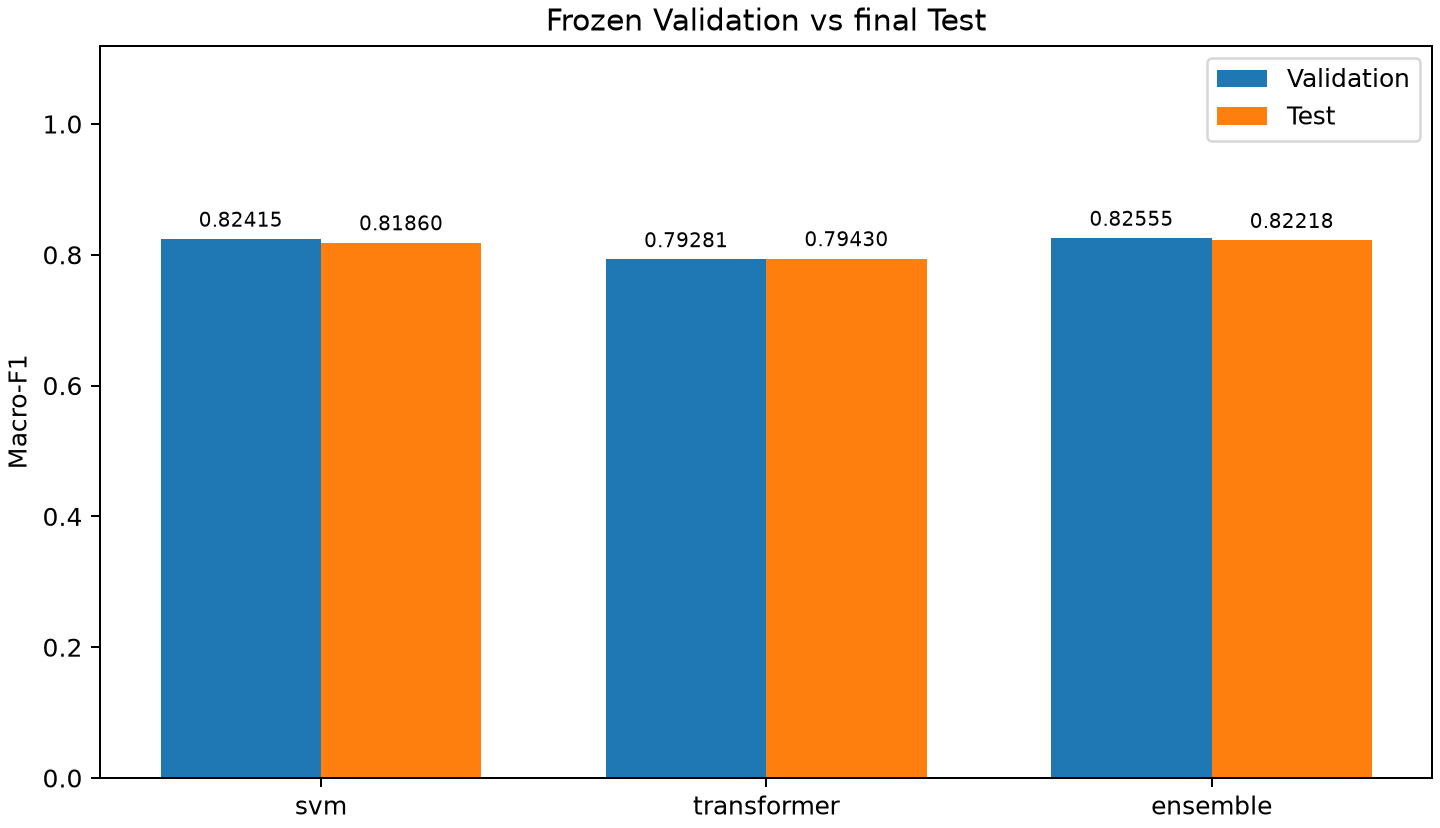 Frozen Validation vs final Test
Validation
Test
Macro-F1
1.0
0.8
0.6
0.4
0.2
0.0
0.82415
0.81860
0.79281
0.79430
0.82555
0.82218
svm
transformer
ensemble